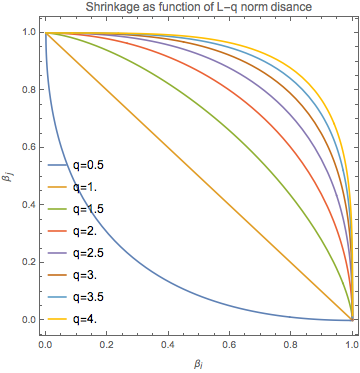 Shrinkage as function of L-q norm disance
1.0
0.8
0.6
0.4
0.2
0.0
βj
q=0.5
q=1.
q=1.5
q=2.
q=2.5
q=3.
q=3.5
q=4.
0.0 0.2 0.4 0.6 0.8 1.0
βi